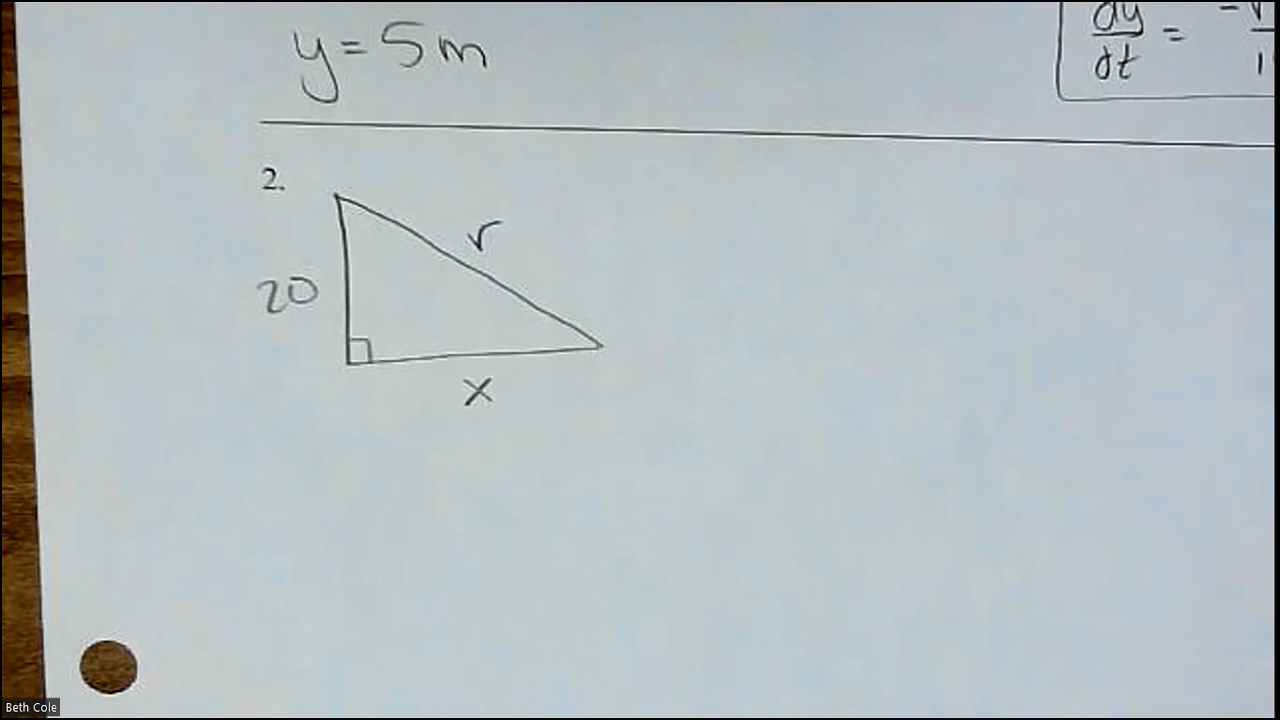 y = 5m
dy/dt =
2.
r
20
x
Beth Cole